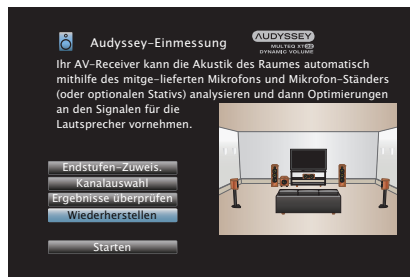 Audyssey-Einmessung
AUDYSSEY
MULTEQ XT32
DYNAMIC VOLUME
Ihr AV-Receiver kann die Akustik des Raumes automatisch
mithilfe des mitge-lieferten Mikrofons und Mikrofon-Ständers
(oder optionalen Stativs) analysieren und dann Optimierungen
an den Signalen für die
Lautsprecher vornehmen.
Endstufen-Zuweis.
Kanalauswahl
Ergebnisse überprüfen
Wiederherstellen
Starten